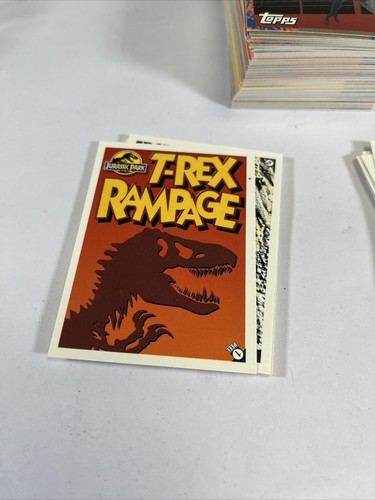 Topps
JURASSIC PARK
T-REX
RAMPAGE